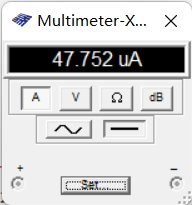 Multimeter-X...
47.752 uA
A V Ω dB
+ −
Set...